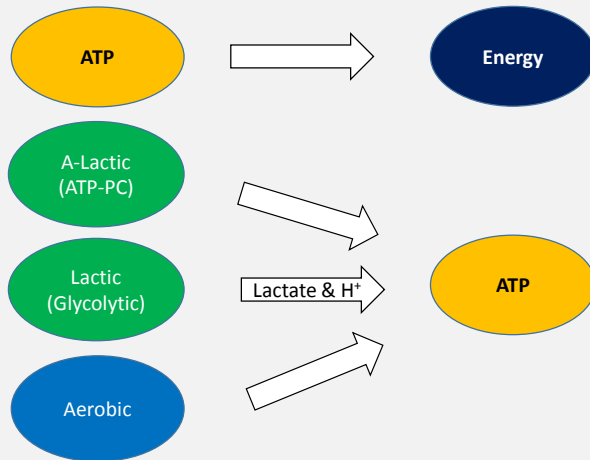 ATP
Energy
A-Lactic
(ATP-PC)
Lactic
(Glycolytic)
Lactate & H⁺
ATP
Aerobic